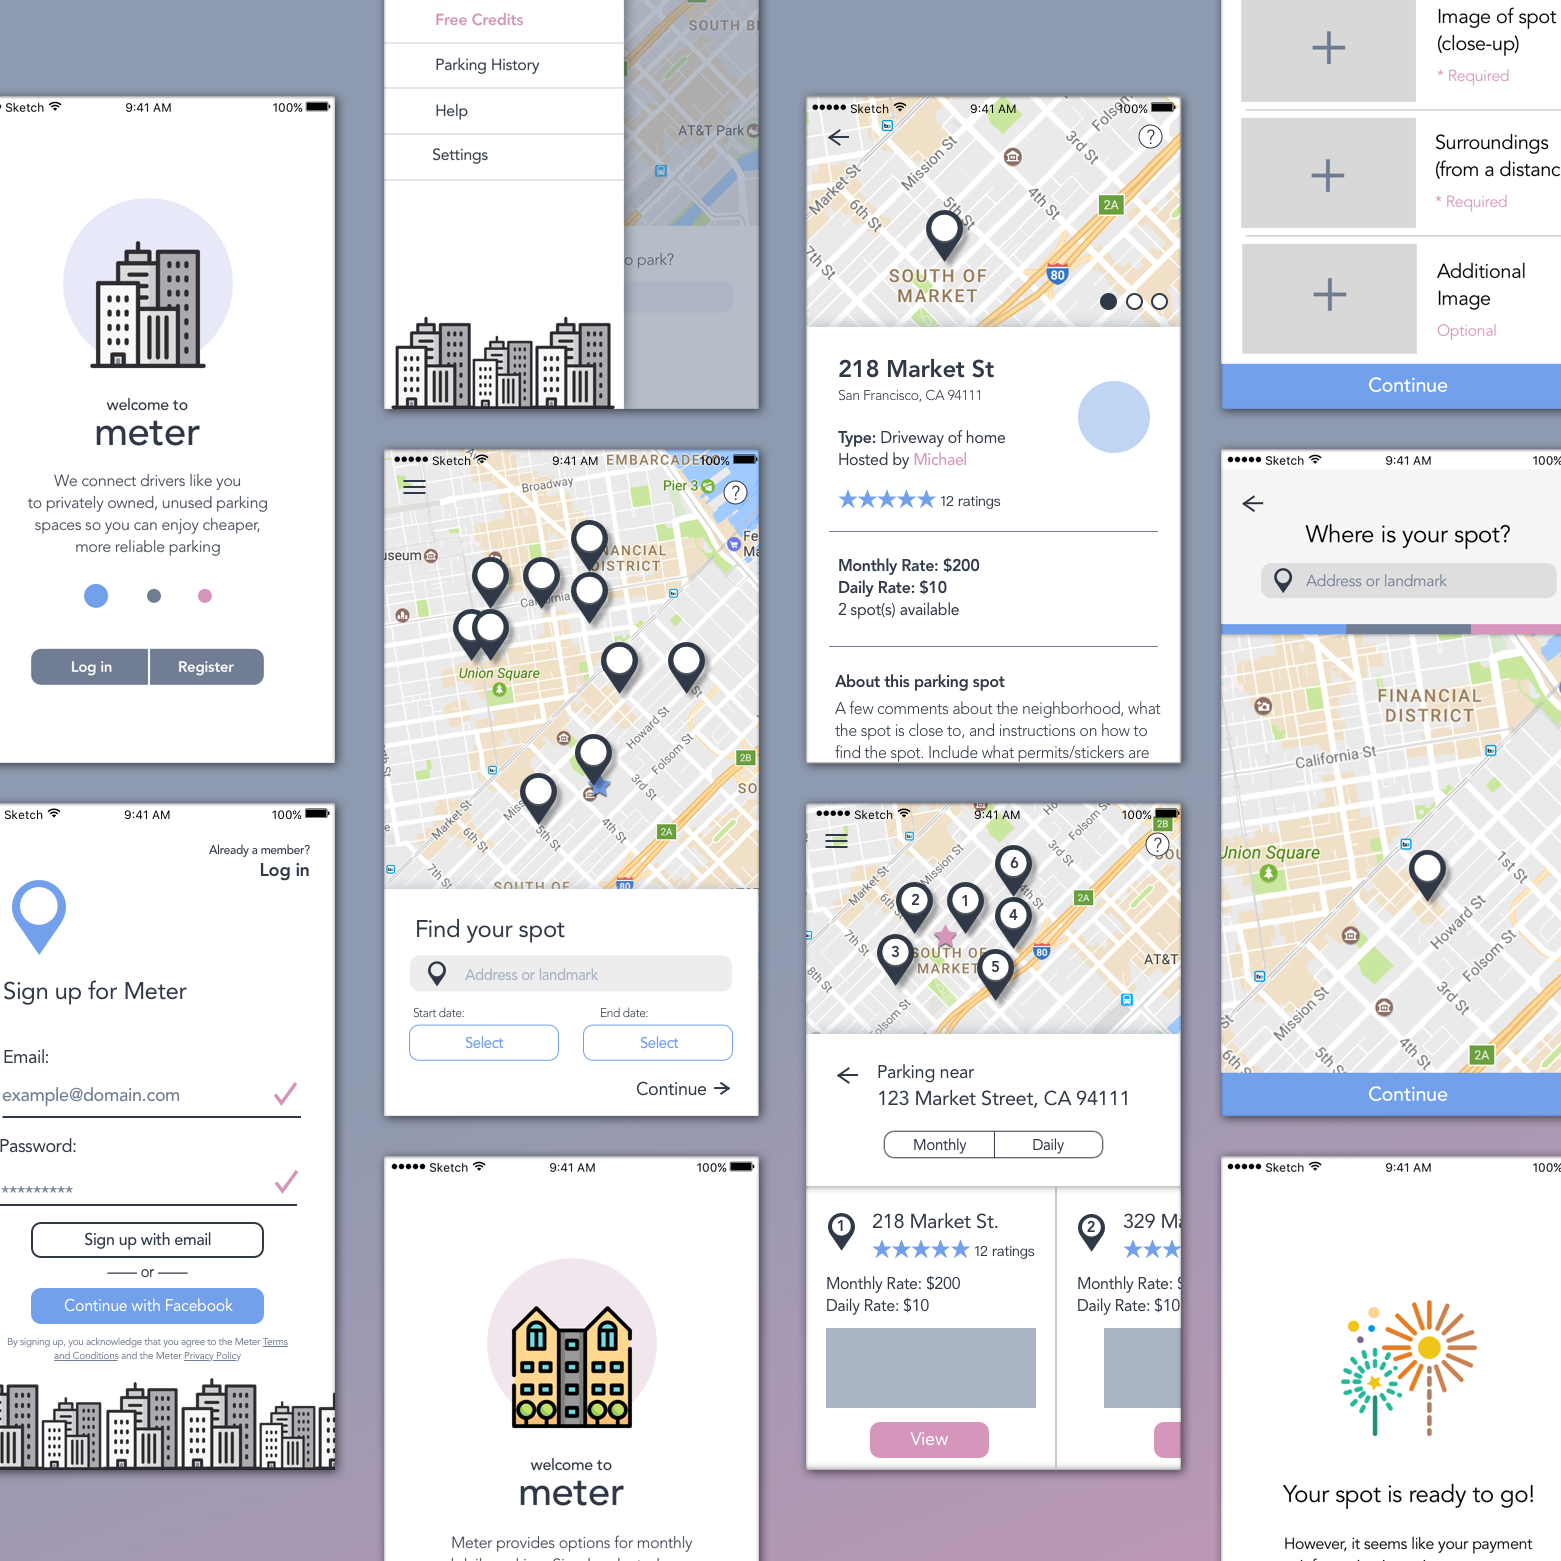 Sketch
9:41 AM
100%
welcome to
meter
We connect drivers like you
to privately owned, unused parking
spaces so you can enjoy cheaper,
more reliable parking
Log in
Register
Sketch
9:41 AM
100%
Already a member?
Log in
Sign up for Meter
Email:
example@domain.com
Password:
*********
Sign up with email
or
Continue with Facebook
By signing up, you acknowledge that you agree to the Meter Terms
and Conditions and the Meter Privacy Policy
Free Credits
Parking History
Help
Settings
SOUTH B
AT&T Park
o park?
Sketch
9:41 AM
100%
EMBARCADERO
Broadway
Pier 3
?
useum
Fe
Ma
NANCIAL
DISTRICT
California
Union Square
Howard St
Folsom St
Market St
Miss
3rd St
4th St
5th St
6th St
7th St
2B
SO
2A
80
SOUTH OF
Find your spot
Address or landmark
Start date:
End date:
Select
Select
Continue
Sketch
9:41 AM
100%
welcome to
meter
Meter provides options for monthly
Sketch
9:41 AM
100%
?
Folsom
Mission St
3rd St
Market St
4th St
5th St
6th St
7th St
2A
80
SOUTH OF
MARKET
218 Market St
San Francisco, CA 94111
Type: Driveway of home
Hosted by Michael
12 ratings
Monthly Rate: $200
Daily Rate: $10
2 spot(s) available
About this parking spot
A few comments about the neighborhood, what
the spot is close to, and instructions on how to
find the spot. Include what permits/stickers are
Sketch
9:41 AM
100%
2B
?
Ho
Folsom St
3rd St
Mission St
Market St
4th St
6th St
7th St
8th St
olsom St
6
2
1
4
3
5
2A
80
SOUTH OF
MARKET
SOU
AT&T
Parking near
123 Market Street, CA 94111
Monthly
Daily
1
218 Market St.
12 ratings
Monthly Rate: $200
Daily Rate: $10
View
2
329 Ma
Monthly Rate: $
Daily Rate: $10
Image of spot
(close-up)
* Required
Surroundings
(from a distanc
* Required
Additional
Image
Optional
Continue
Sketch
9:41 AM
100%
Where is your spot?
Address or landmark
FINANCIAL
DISTRICT
California St
Union Square
1st St
Howard St
Folsom St
Mission St
3rd St
4th St
5th St
6th St
2A
Continue
Sketch
9:41 AM
100%
Your spot is ready to go!
However, it seems like your payment